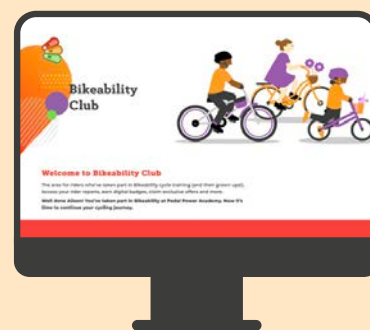 Bikeability
Club
Welcome to Bikeability Club
The area for riders who've taken part in Bikeability cycle training (and their grown ups!),
access your rider reports, earn digital badges, claim exclusive offers and more.
Well done Alison! You've taken part in Bikeability at Pedal Power Academy. Now it's
time to continue your cycling journey.